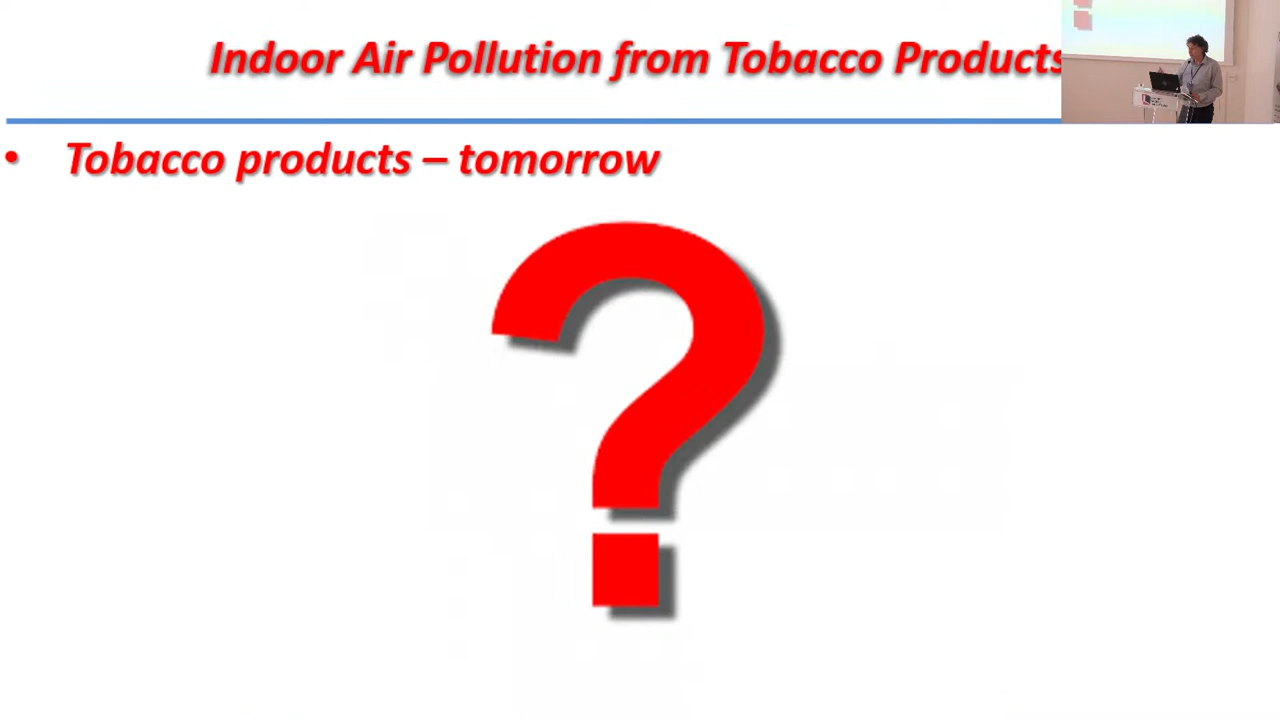 Indoor Air Pollution from Tobacco Products
• Tobacco products – tomorrow
?